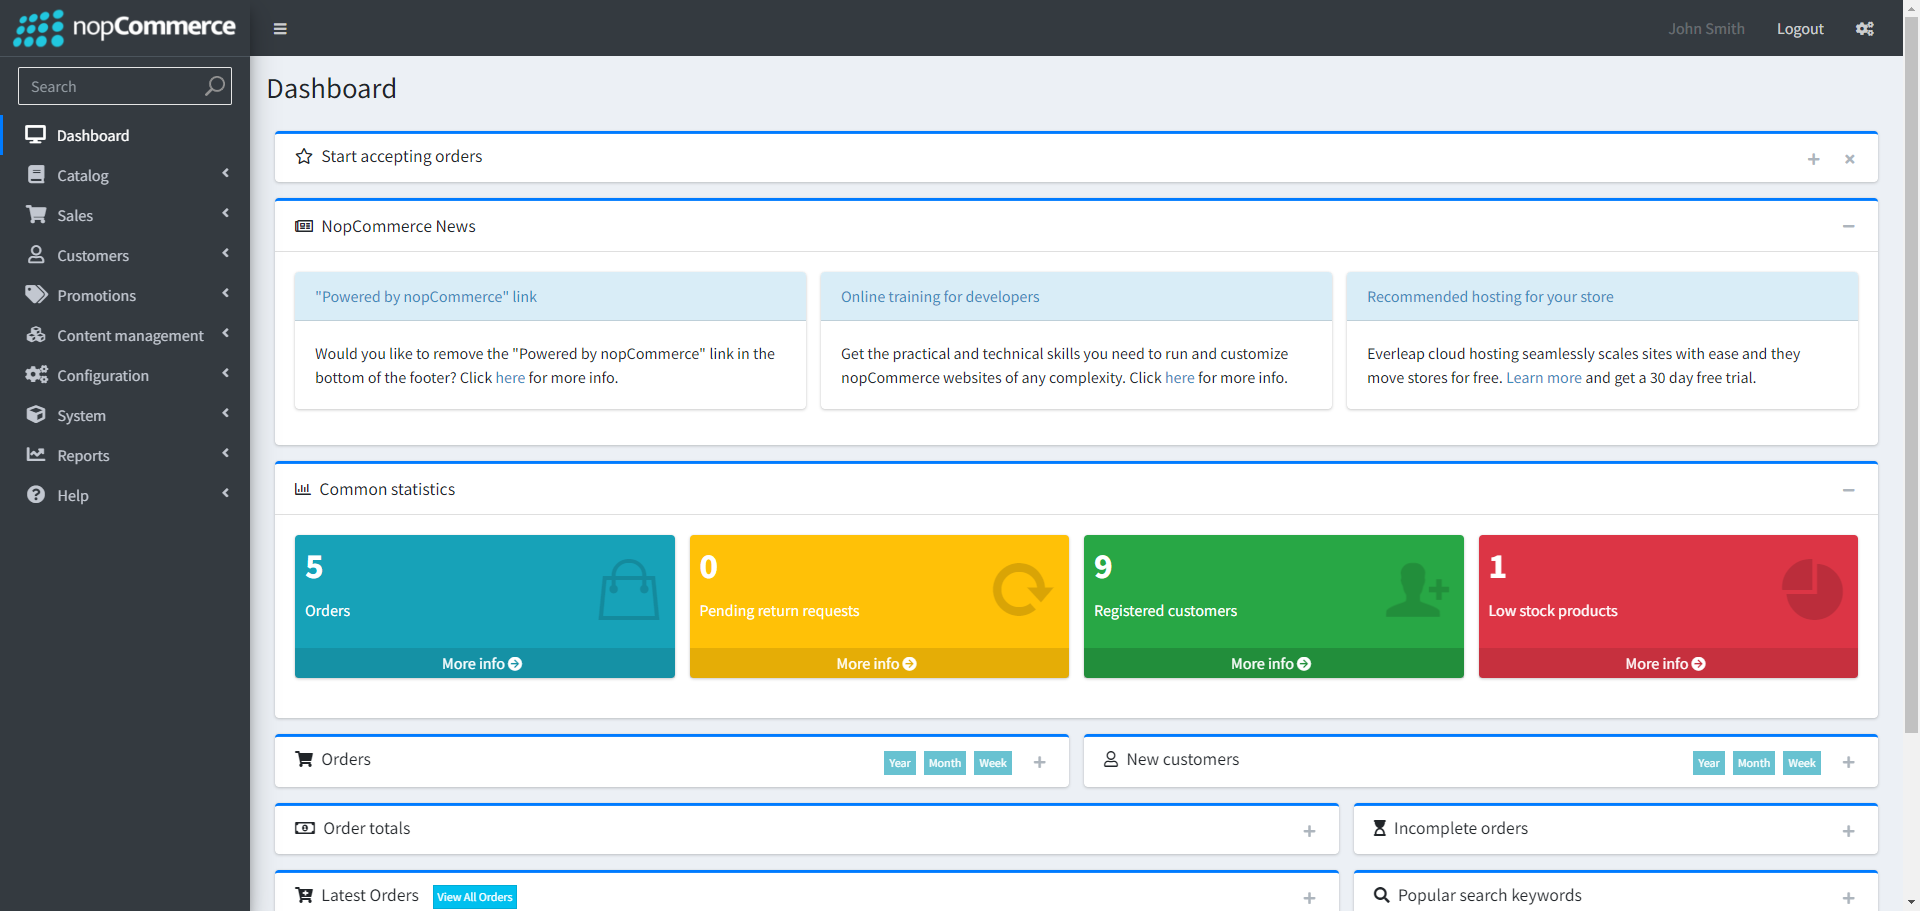 nopCommerce
John Smith
Logout
Search
Dashboard
Catalog
Sales
Customers
Promotions
Content management
Configuration
System
Reports
Help
Dashboard
Start accepting orders
NopCommerce News
"Powered by nopCommerce" link
Would you like to remove the "Powered by nopCommerce" link in the
bottom of the footer? Click here for more info.
Online training for developers
Get the practical and technical skills you need to run and customize
nopCommerce websites of any complexity. Click here for more info.
Recommended hosting for your store
Everleap cloud hosting seamlessly scales sites with ease and they
move stores for free. Learn more and get a 30 day free trial.
Common statistics
5
Orders
More info
0
Pending return requests
More info
9
Registered customers
More info
1
Low stock products
More info
Orders
Year Month Week
New customers
Year Month Week
Order totals
Incomplete orders
Latest Orders View All Orders
Popular search keywords